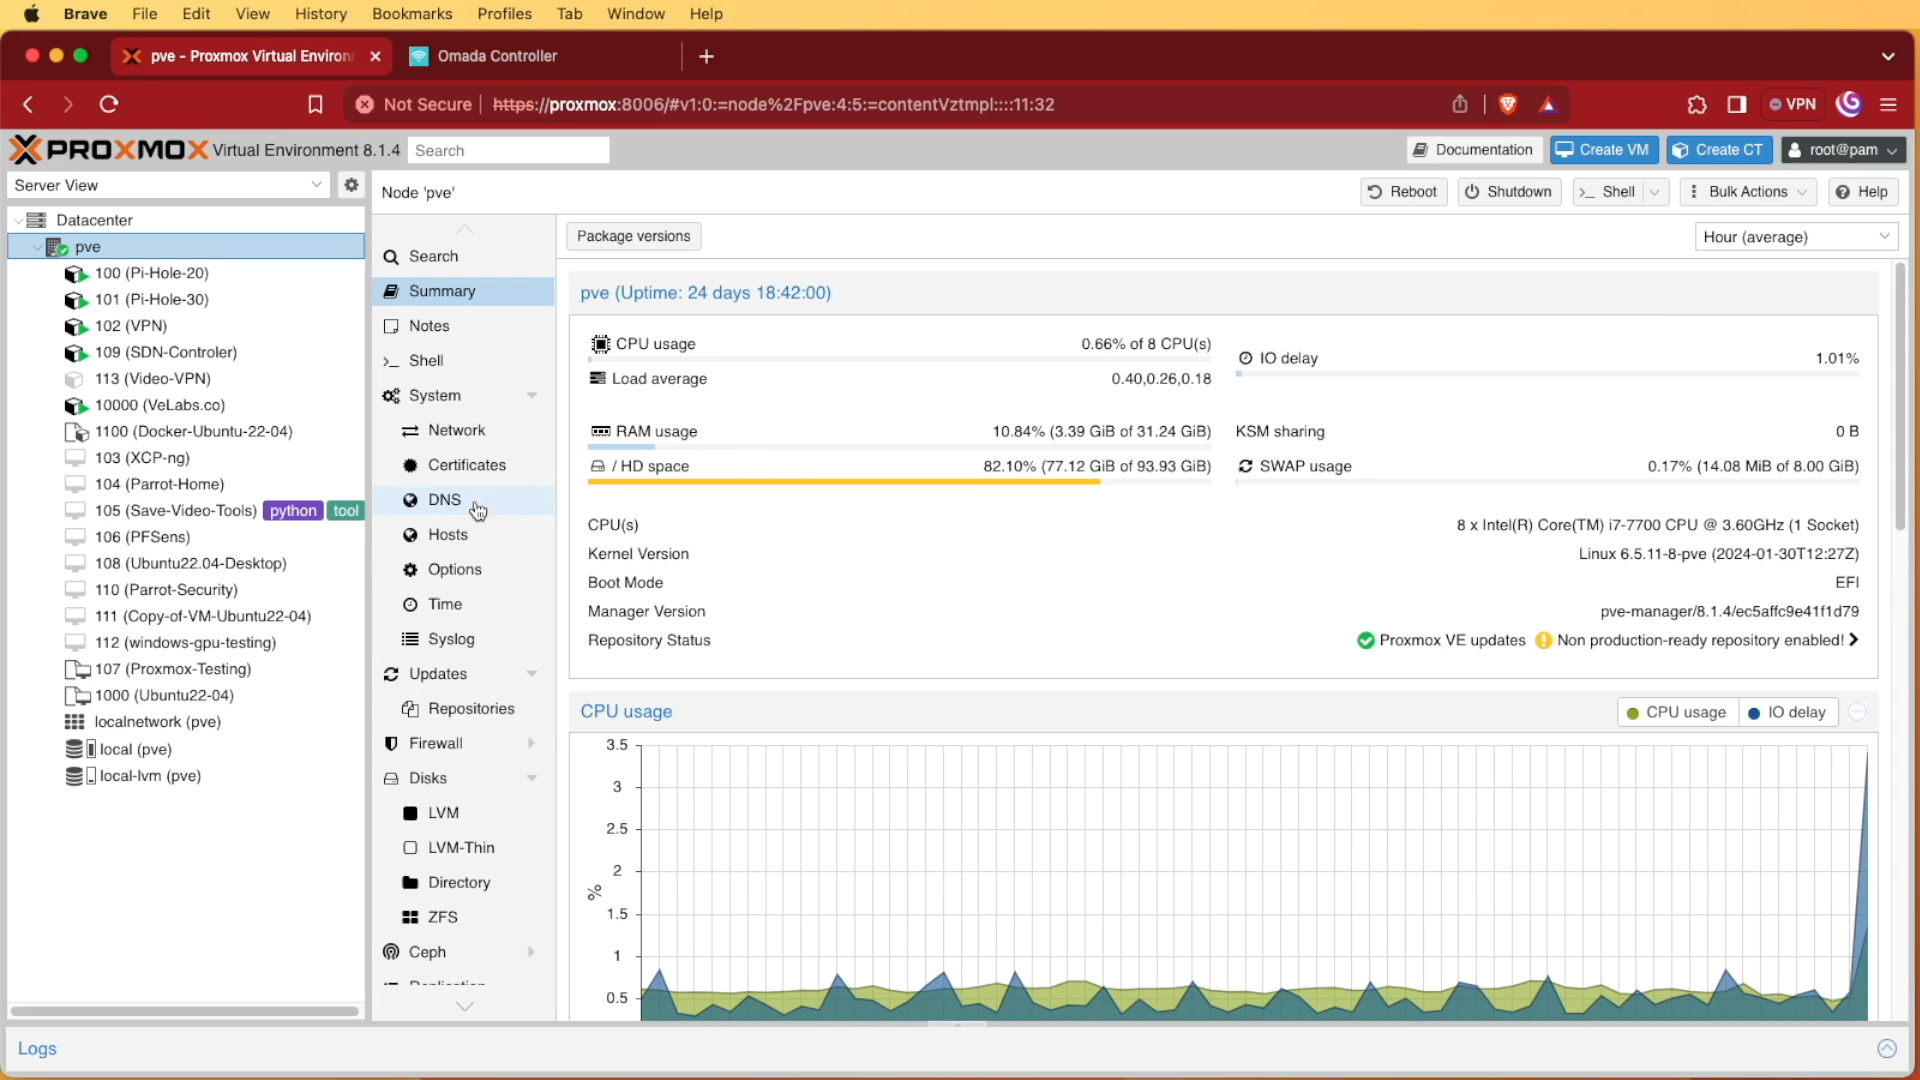 Brave File Edit View History Bookmarks Profiles Tab Window Help
pve - Proxmox Virtual Environ
Omada Controller
Not Secure https://proxmox:8006/#v1:0:=node%2Fpve:4:5:=contentVztmpl::::11:32
VPN
PROXMOX Virtual Environment 8.1.4 Search
Documentation Create VM Create CT root@pam
Server View
Node 'pve'
Reboot Shutdown >_ Shell Bulk Actions Help
Datacenter
pve
100 (Pi-Hole-20)
101 (Pi-Hole-30)
102 (VPN)
109 (SDN-Controler)
113 (Video-VPN)
10000 (VeLabs.co)
1100 (Docker-Ubuntu-22-04)
103 (XCP-ng)
104 (Parrot-Home)
105 (Save-Video-Tools) python tool
106 (PFSens)
108 (Ubuntu22.04-Desktop)
110 (Parrot-Security)
111 (Copy-of-VM-Ubuntu22-04)
112 (windows-gpu-testing)
107 (Proxmox-Testing)
1000 (Ubuntu22-04)
localnetwork (pve)
local (pve)
local-lvm (pve)
Search
Summary
Notes
>_ Shell
System
Network
Certificates
DNS
Hosts
Options
Time
Syslog
Updates
Repositories
Firewall
Disks
LVM
LVM-Thin
Directory
ZFS
Ceph
Replication
Package versions
Hour (average)
pve (Uptime: 24 days 18:42:00)
CPU usage 0.66% of 8 CPU(s)
IO delay 1.01%
Load average 0.40,0.26,0.18
RAM usage 10.84% (3.39 GiB of 31.24 GiB)
KSM sharing 0 B
/ HD space 82.10% (77.12 GiB of 93.93 GiB)
SWAP usage 0.17% (14.08 MiB of 8.00 GiB)
CPU(s) 8 x Intel(R) Core(TM) i7-7700 CPU @ 3.60GHz (1 Socket)
Kernel Version Linux 6.5.11-8-pve (2024-01-30T12:27Z)
Boot Mode EFI
Manager Version pve-manager/8.1.4/ec5affc9e41f1d79
Repository Status Proxmox VE updates Non production-ready repository enabled!
CPU usage
CPU usage IO delay
3.5
3
2.5
2
1.5
1
0.5
%
Logs